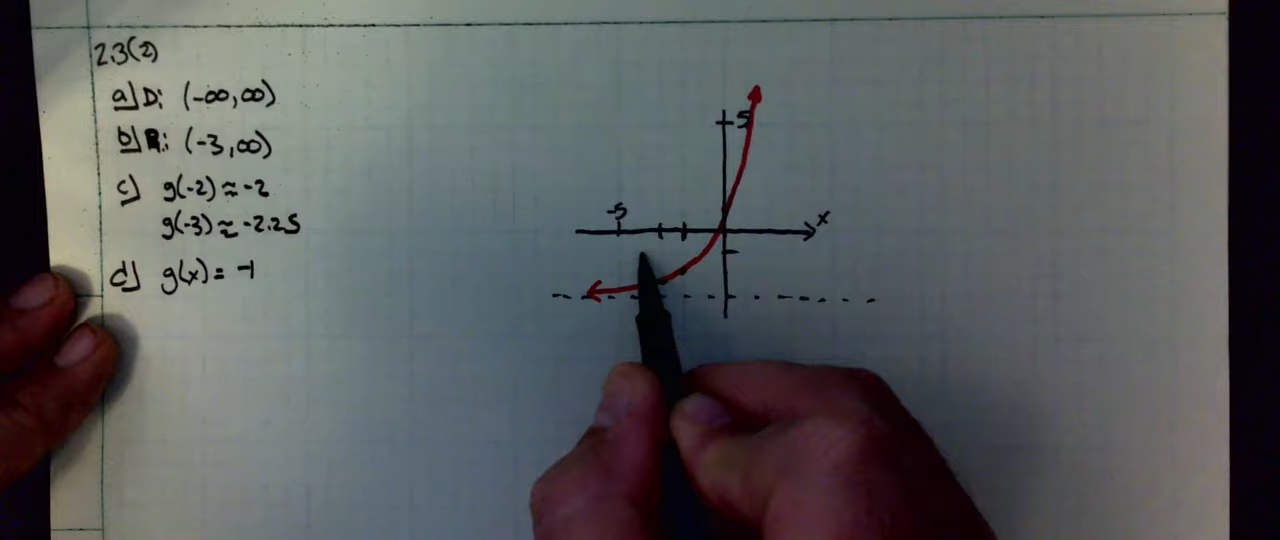 2.3(2)
a) D: (-∞,∞)
b) R: (-3,∞)
c) g(-2) ≈ -2
g(-3) ≈ -2.25
d) g(x) = -1
5
-5
x